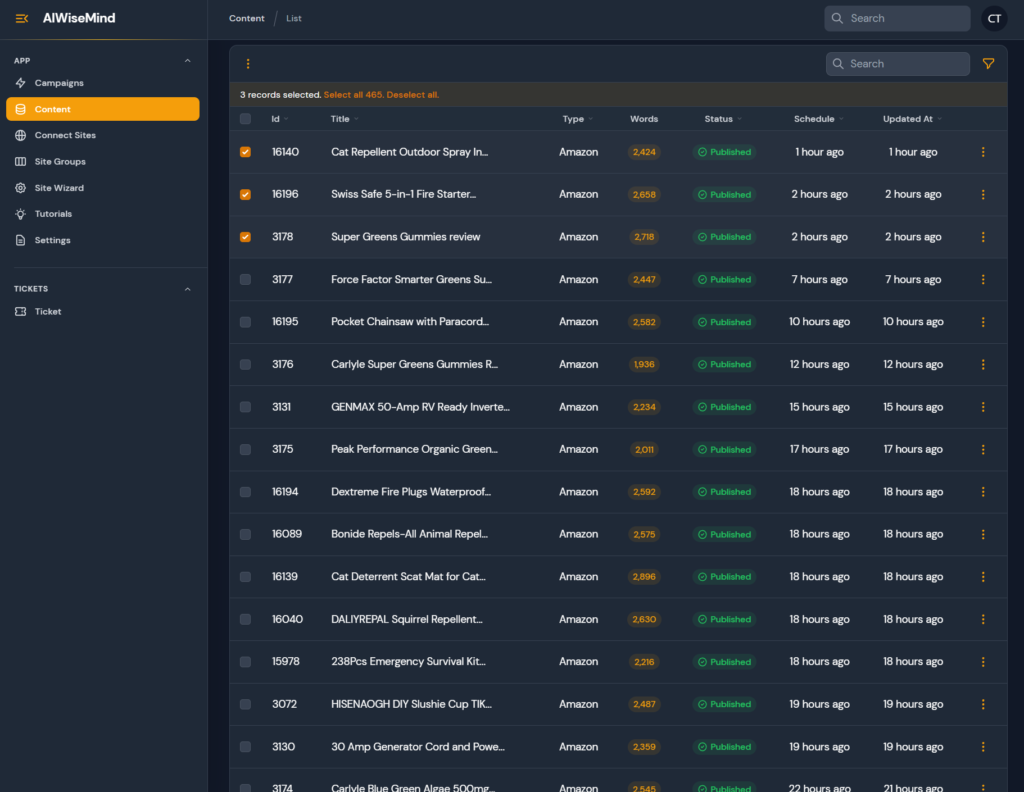 AIWiseMind
Content / List
Search
CT
APP
Campaigns
Content
Connect Sites
Site Groups
Site Wizard
Tutorials
Settings
TICKETS
Ticket
Search
3 records selected. Select all 465. Deselect all.
Id Title Type Words Status Schedule Updated At
16140 Cat Repellent Outdoor Spray In... Amazon 2,424 Published 1 hour ago 1 hour ago
16196 Swiss Safe 5-in-1 Fire Starter... Amazon 2,658 Published 2 hours ago 2 hours ago
3178 Super Greens Gummies review Amazon 2,718 Published 2 hours ago 2 hours ago
3177 Force Factor Smarter Greens Su... Amazon 2,447 Published 7 hours ago 7 hours ago
16195 Pocket Chainsaw with Paracord... Amazon 2,582 Published 10 hours ago 10 hours ago
3176 Carlyle Super Greens Gummies R... Amazon 1,936 Published 12 hours ago 12 hours ago
3131 GENMAX 50-Amp RV Ready Inverte... Amazon 2,234 Published 15 hours ago 15 hours ago
3175 Peak Performance Organic Green... Amazon 2,011 Published 17 hours ago 17 hours ago
16194 Dextreme Fire Plugs Waterproof... Amazon 2,592 Published 18 hours ago 18 hours ago
16089 Bonide Repels-All Animal Repel... Amazon 2,575 Published 18 hours ago 18 hours ago
16139 Cat Deterrent Scat Mat for Cat... Amazon 2,896 Published 18 hours ago 18 hours ago
16040 DALIYREPAL Squirrel Repellent... Amazon 2,630 Published 18 hours ago 18 hours ago
15978 238Pcs Emergency Survival Kit... Amazon 2,216 Published 18 hours ago 18 hours ago
3072 HISENAOGH DIY Slushie Cup TIK... Amazon 2,487 Published 19 hours ago 19 hours ago
3130 30 Amp Generator Cord and Powe... Amazon 2,359 Published 19 hours ago 19 hours ago
3174 Carlyle Blue Green Algae 500mg... Amazon 2,545 Published 22 hours ago 21 hours ago